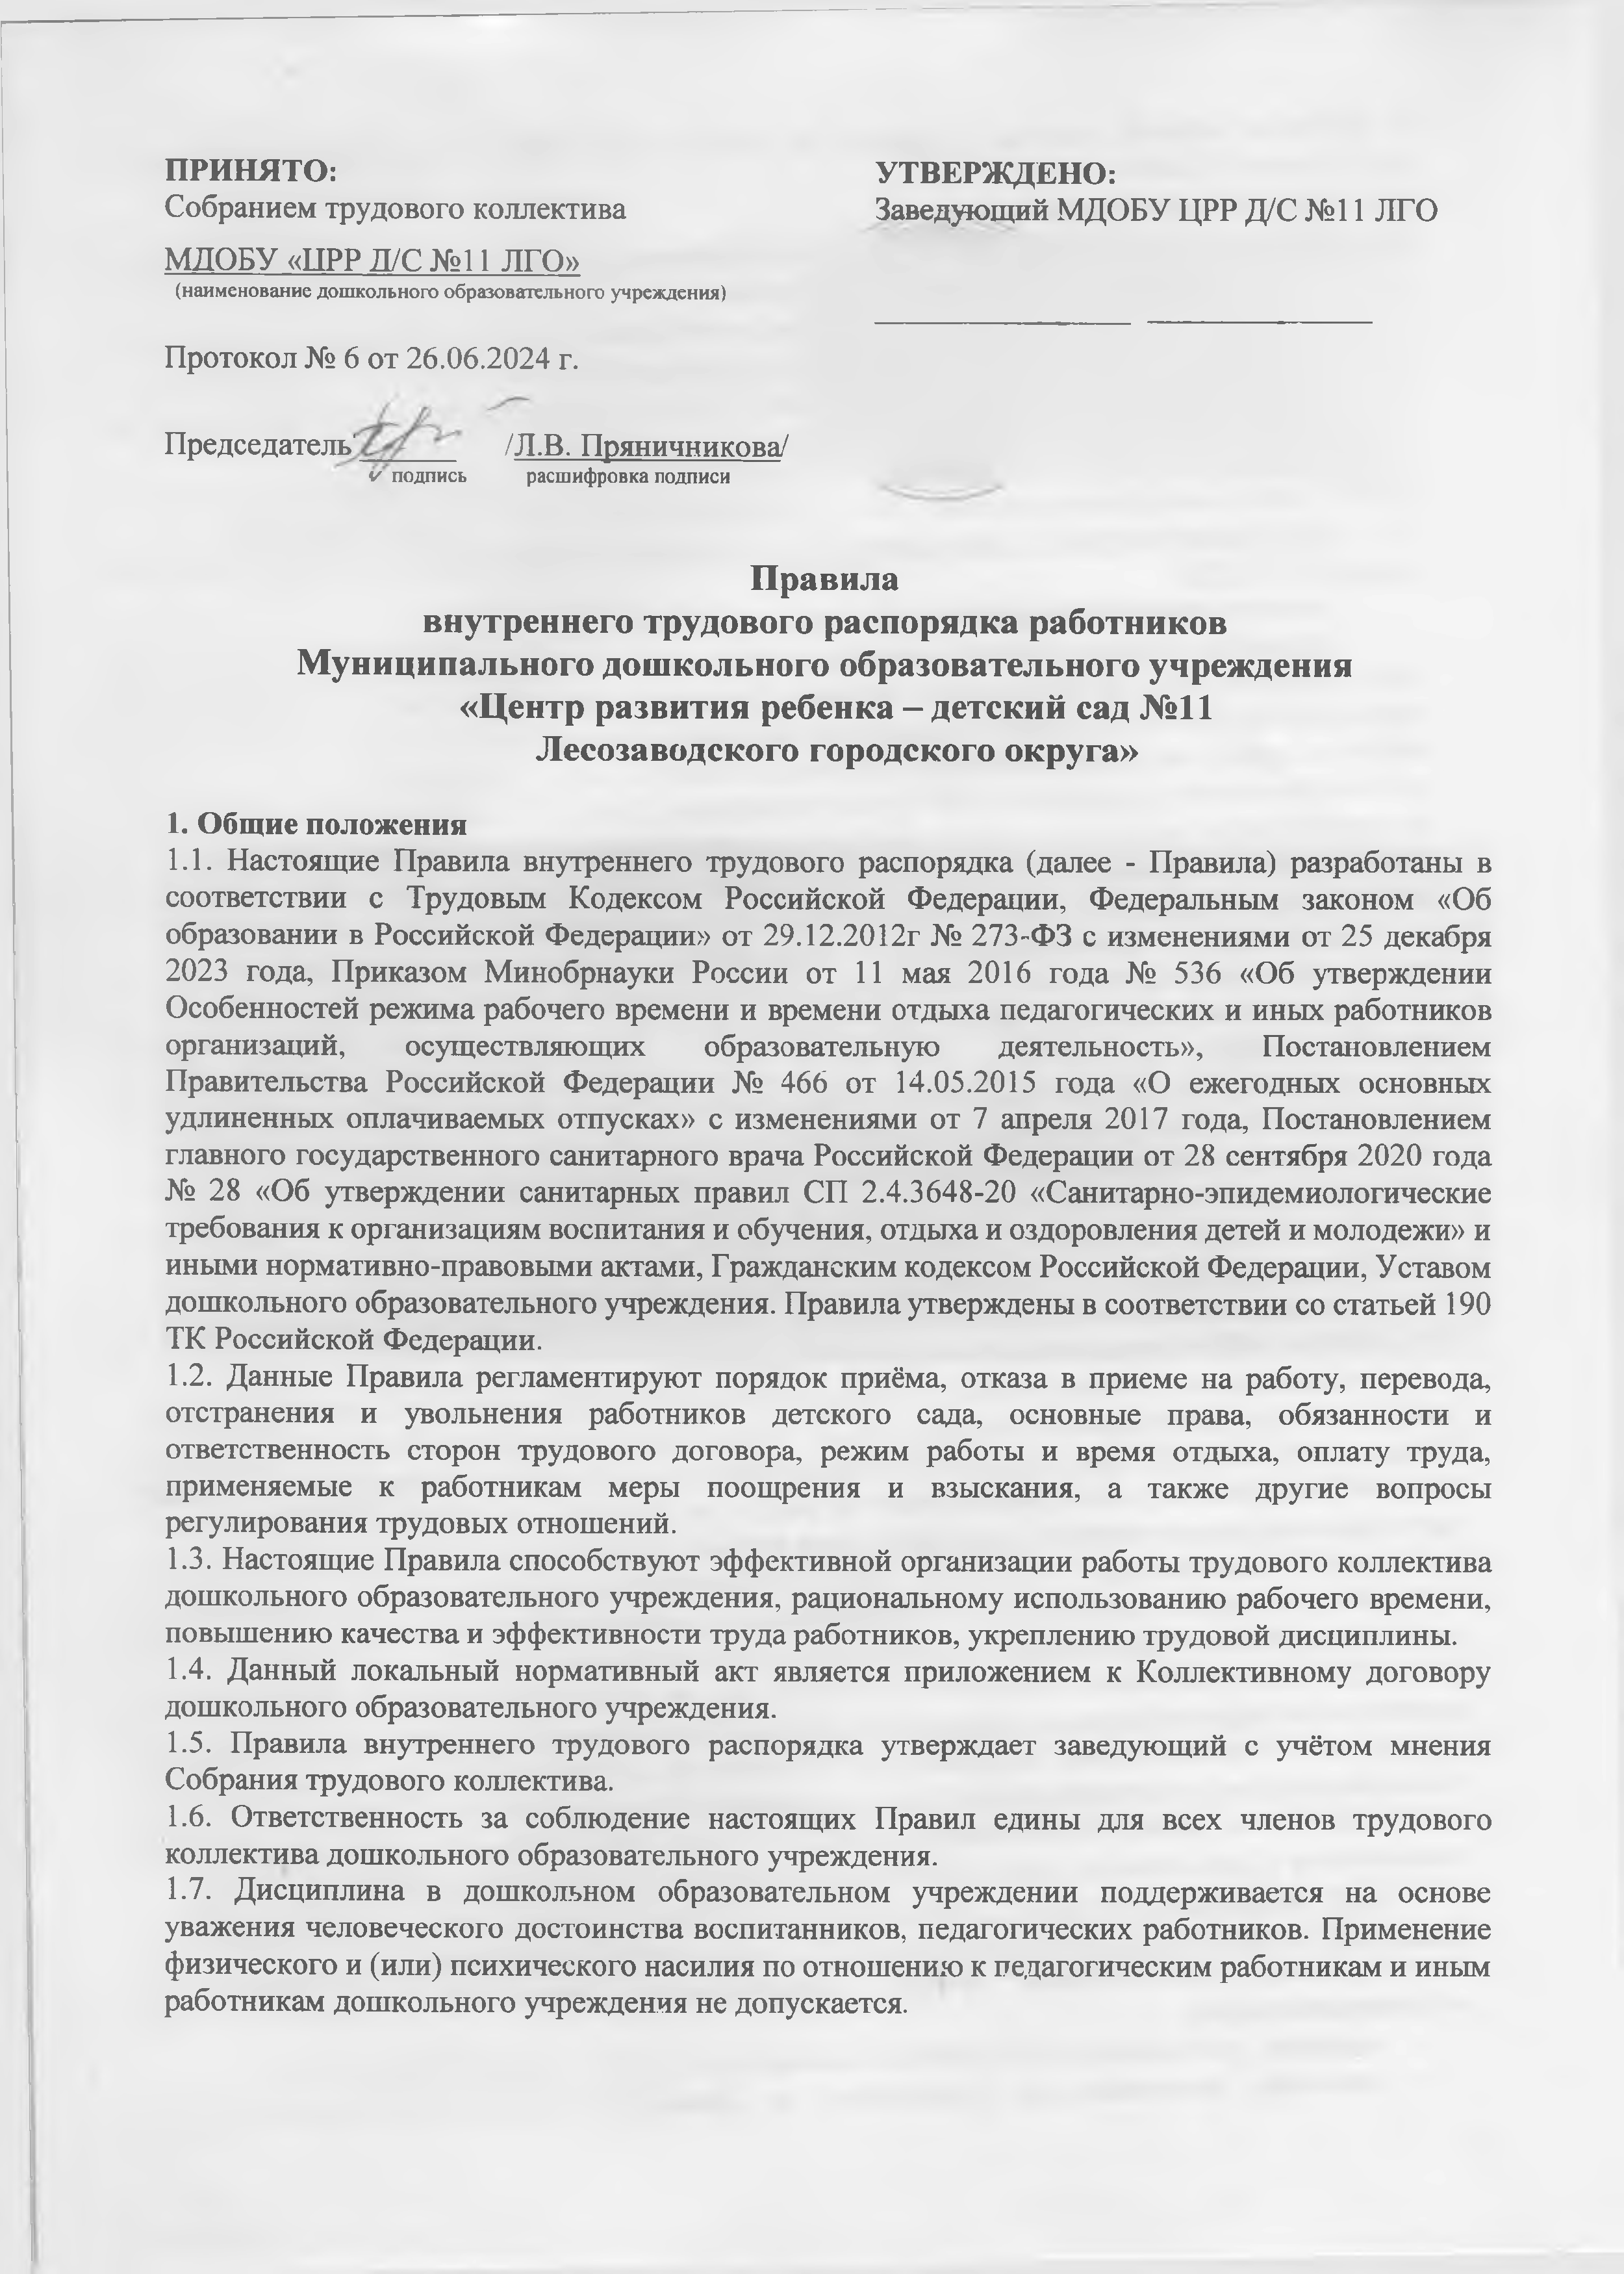 ПРИНЯТО:
Собранием трудового коллектива
МДОБУ «ЦРР Д/С №11 ЛГО»
(наименование дошкольного образовательного учреждения)
Протокол № 6 от 26.06.2024 г.
Председатель /Л.В. Пряничникова/
подпись расшифровка подписи
УТВЕРЖДЕНО:
Заведующий МДОБУ ЦРР Д/С №11 ЛГО
Правила
внутреннего трудового распорядка работников
Муниципального дошкольного образовательного учреждения
«Центр развития ребенка – детский сад №11
Лесозаводского городского округа»
1. Общие положения
1.1. Настоящие Правила внутреннего трудового распорядка (далее - Правила) разработаны в
соответствии с Трудовым Кодексом Российской Федерации, Федеральным законом «Об
образовании в Российской Федерации» от 29.12.2012г № 273-ФЗ с изменениями от 25 декабря
2023 года, Приказом Минобрнауки России от 11 мая 2016 года № 536 «Об утверждении
Особенностей режима рабочего времени и времени отдыха педагогических и иных работников
организаций, осуществляющих образовательную деятельность», Постановлением
Правительства Российской Федерации № 466 от 14.05.2015 года «О ежегодных основных
удлиненных оплачиваемых отпусках» с изменениями от 7 апреля 2017 года, Постановлением
главного государственного санитарного врача Российской Федерации от 28 сентября 2020 года
№ 28 «Об утверждении санитарных правил СП 2.4.3648-20 «Санитарно-эпидемиологические
требования к организациям воспитания и обучения, отдыха и оздоровления детей и молодежи» и
иными нормативно-правовыми актами, Гражданским кодексом Российской Федерации, Уставом
дошкольного образовательного учреждения. Правила утверждены в соответствии со статьей 190
ТК Российской Федерации.
1.2. Данные Правила регламентируют порядок приёма, отказа в приеме на работу, перевода,
отстранения и увольнения работников детского сада, основные права, обязанности и
ответственность сторон трудового договора, режим работы и время отдыха, оплату труда,
применяемые к работникам меры поощрения и взыскания, а также другие вопросы
регулирования трудовых отношений.
1.3. Настоящие Правила способствуют эффективной организации работы трудового коллектива
дошкольного образовательного учреждения, рациональному использованию рабочего времени,
повышению качества и эффективности труда работников, укреплению трудовой дисциплины.
1.4. Данный локальный нормативный акт является приложением к Коллективному договору
дошкольного образовательного учреждения.
1.5. Правила внутреннего трудового распорядка утверждает заведующий с учётом мнения
Собрания трудового коллектива.
1.6. Ответственность за соблюдение настоящих Правил едины для всех членов трудового
коллектива дошкольного образовательного учреждения.
1.7. Дисциплина в дошкольном образовательном учреждении поддерживается на основе
уважения человеческого достоинства воспитанников, педагогических работников. Применение
физического и (или) психического насилия по отношению к педагогическим работникам и иным
работникам дошкольного учреждения не допускается.